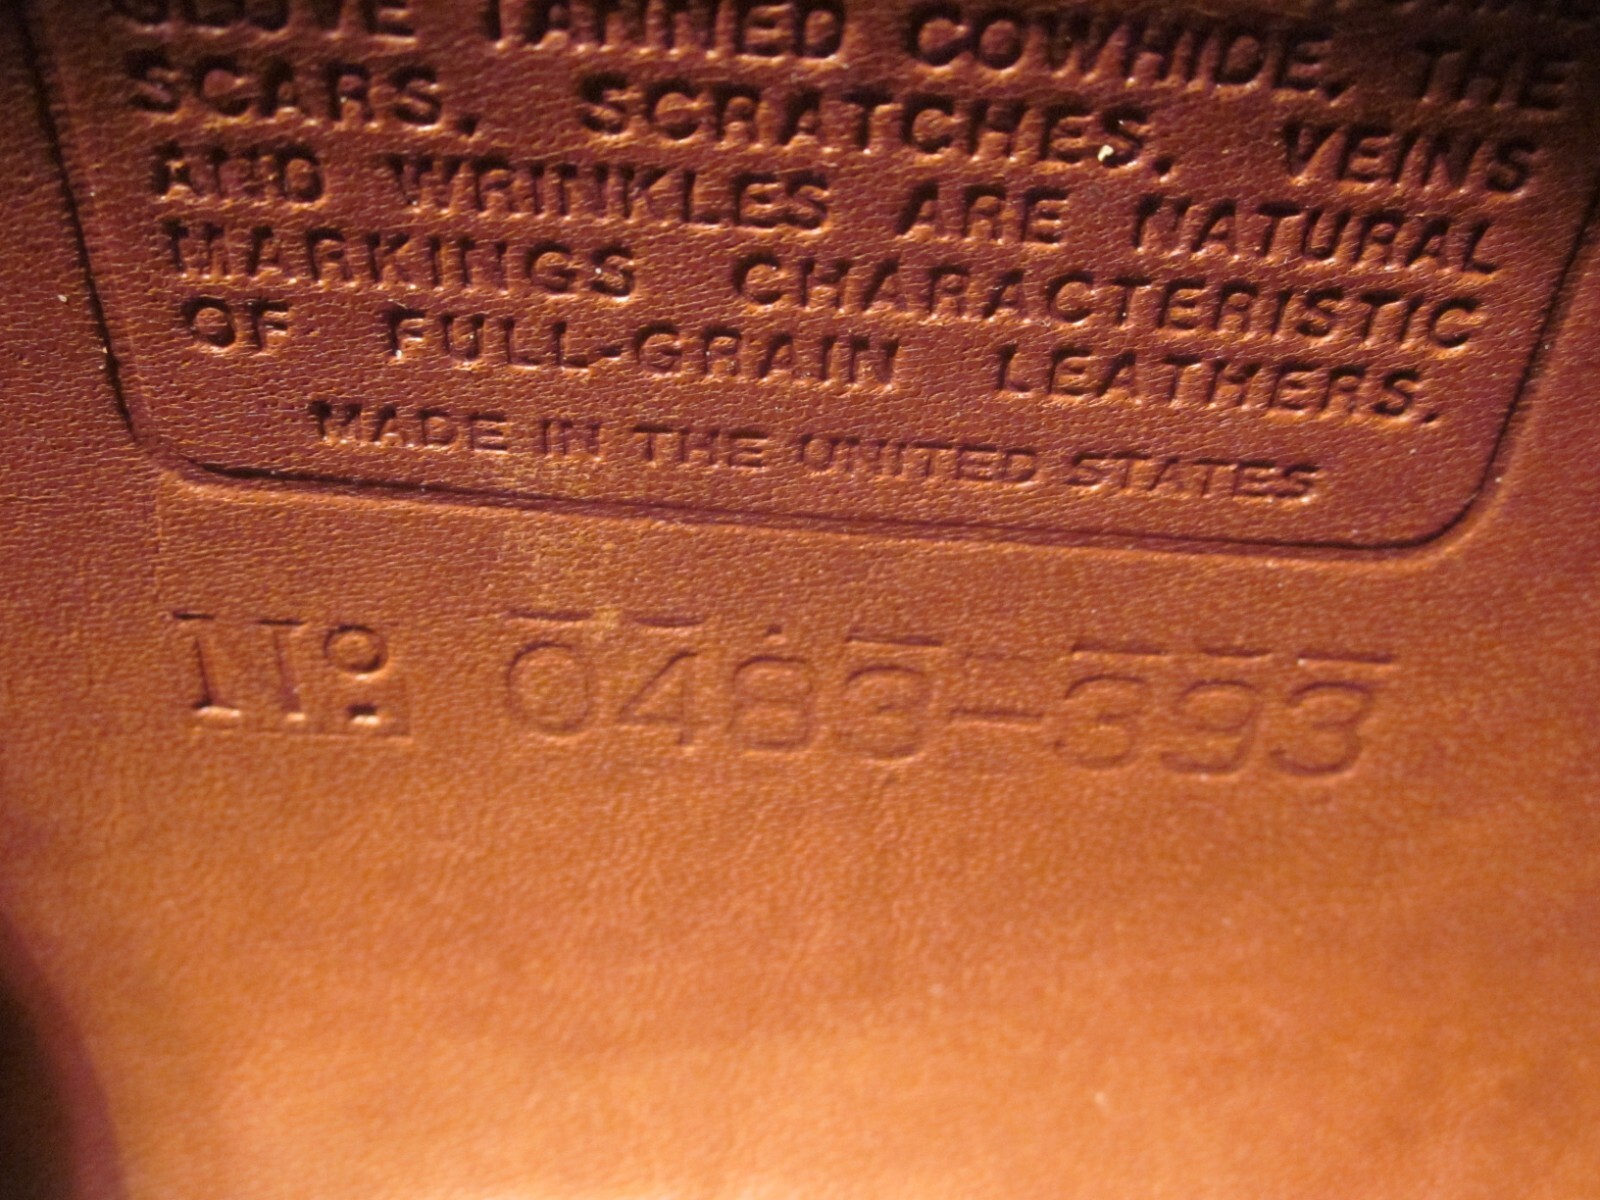 GLOVE TANNED COWHIDE. THE
SCARS, SCRATCHES, VEINS
AND WRINKLES ARE NATURAL
MARKINGS CHARACTERISTIC
OF FULL-GRAIN LEATHERS.
MADE IN THE UNITED STATES
No. 0483-393